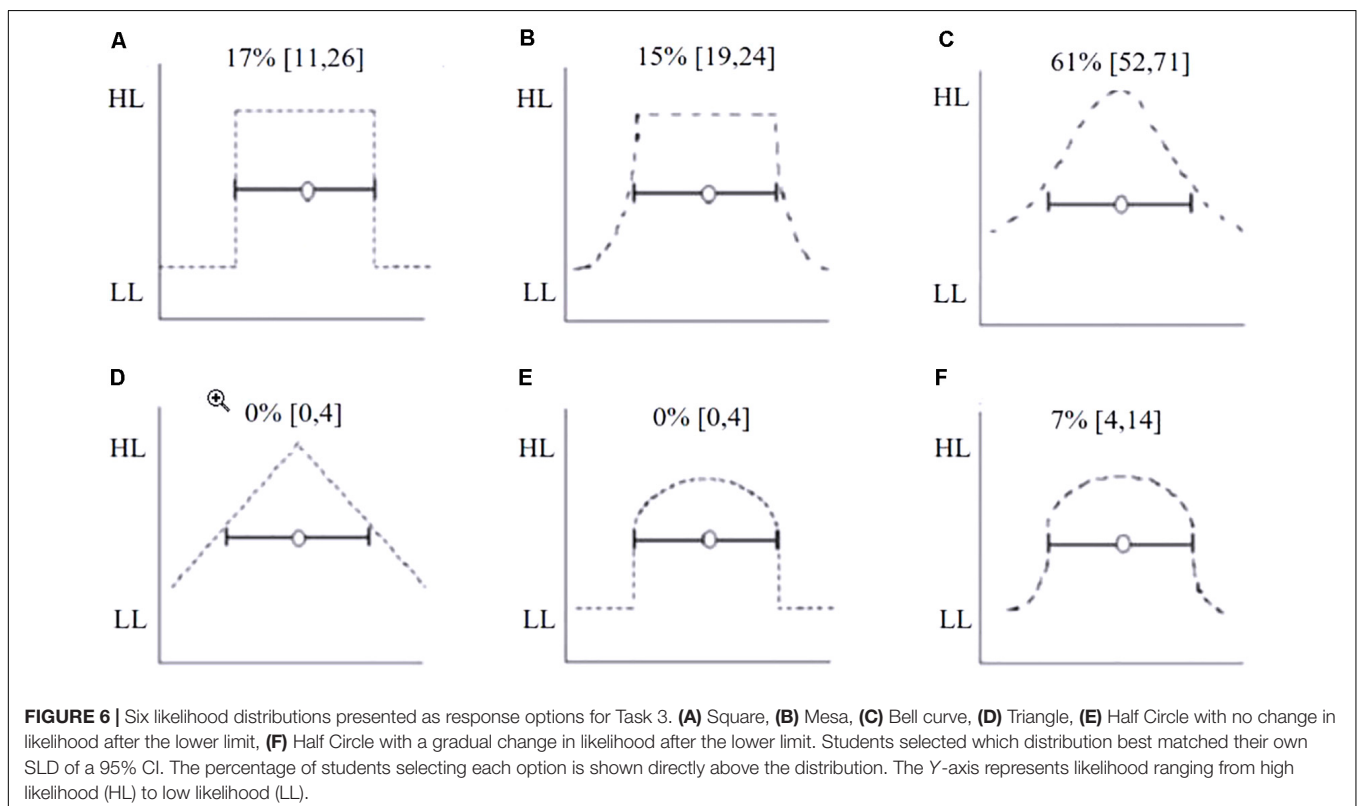 A
17% [11,26]
HL
LL
B
15% [19,24]
HL
LL
C
61% [52,71]
HL
LL
D
0% [0,4]
HL
LL
E
0% [0,4]
HL
LL
F
7% [4,14]
HL
LL
FIGURE 6 | Six likelihood distributions presented as response options for Task 3. (A) Square, (B) Mesa, (C) Bell curve, (D) Triangle, (E) Half Circle with no change in
likelihood after the lower limit, (F) Half Circle with a gradual change in likelihood after the lower limit. Students selected which distribution best matched their own
SLD of a 95% CI. The percentage of students selecting each option is shown directly above the distribution. The Y-axis represents likelihood ranging from high
likelihood (HL) to low likelihood (LL).